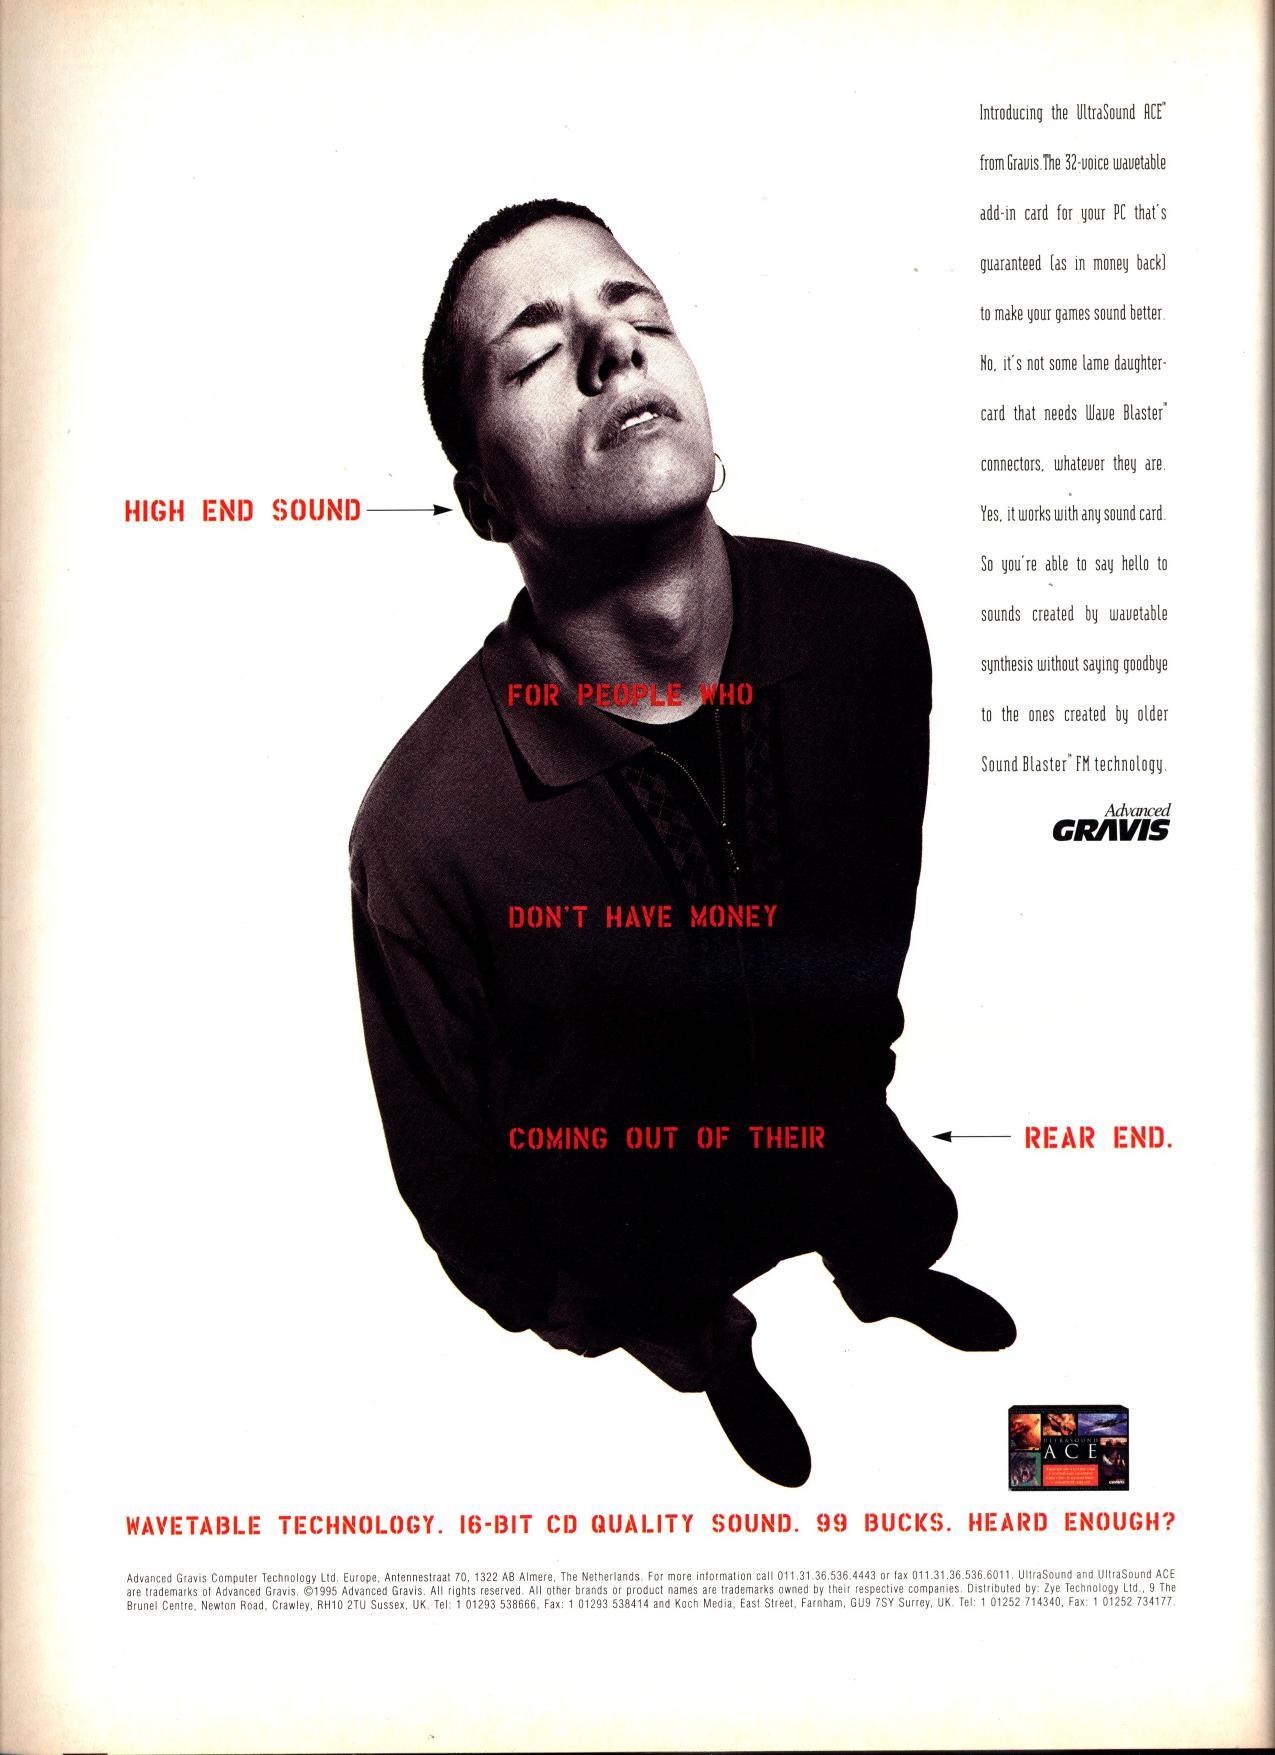 Introducing the UltraSound ACE™
from Gravis. The 32-voice wavetable
add-in card for your PC that's
guaranteed (as in money back)
to make your games sound better.
No, it's not some lame daughter-
card that needs Wave Blaster™
connectors, whatever they are.
Yes, it works with any sound card.
So you're able to say hello to
sounds created by wavetable
synthesis without saying goodbye
to the ones created by older
Sound Blaster™ FM technology.
Advanced
GRAVIS
HIGH END SOUND
FOR PEOPLE WHO
DON'T HAVE MONEY
COMING OUT OF THEIR
REAR END.
ULTRASOUND
ACE
WAVETABLE TECHNOLOGY. 16-BIT CD QUALITY SOUND. 99 BUCKS. HEARD ENOUGH?
Advanced Gravis Computer Technology Ltd. Europe, Antennestraat 70, 1322 AB Almere, The Netherlands. For more information call 011.31.36.536.4443 or fax 011.31.36.536.6011. UltraSound and UltraSound ACE
are trademarks of Advanced Gravis. ©1995 Advanced Gravis. All rights reserved. All other brands or product names are trademarks owned by their respective companies. Distributed by: Zye Technology Ltd., 9 The
Brunel Centre, Newton Road, Crawley, RH10 2TU Sussex, UK. Tel: 1 01293 538666, Fax: 1 01293 538414 and Koch Media, East Street, Farnham, GU9 7SY Surrey, UK. Tel: 1 01252 714340, Fax: 1 01252 734177.